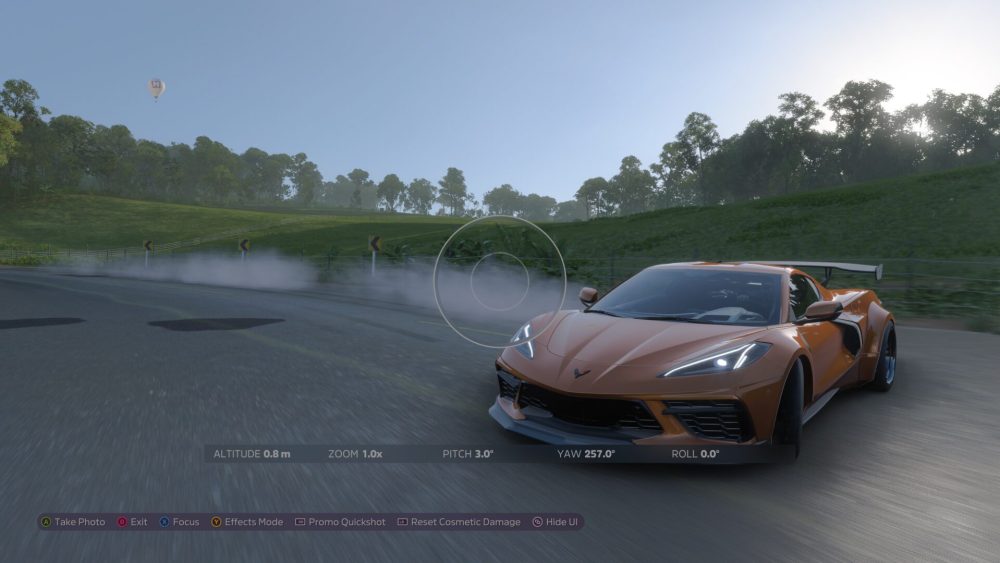 ALTITUDE 0.8 m ZOOM 1.0x PITCH 3.0° YAW 257.0° ROLL 0.0°
A Take Photo B Exit X Focus Y Effects Mode Promo Quickshot Reset Cosmetic Damage Hide UI